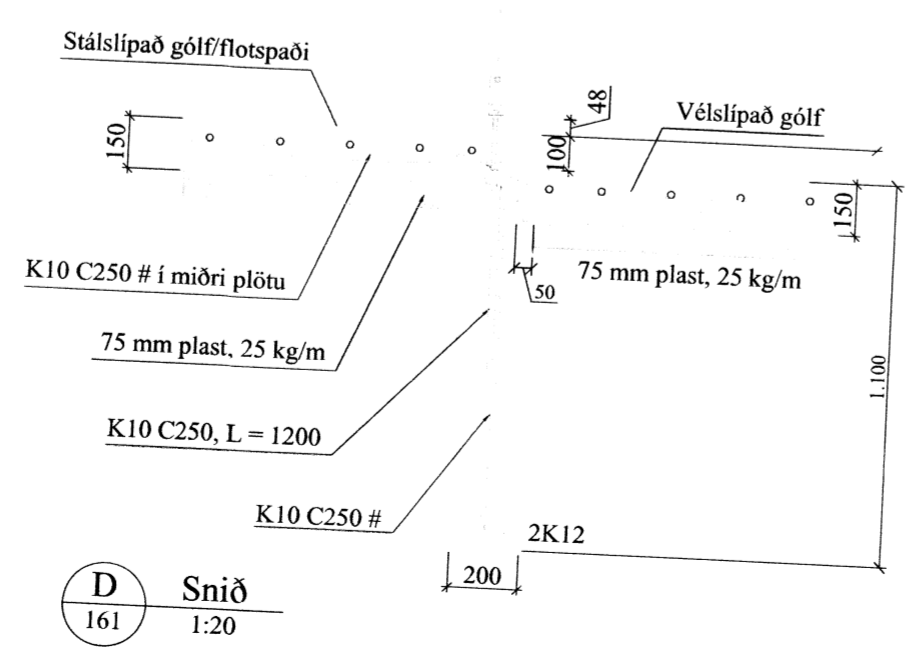 Stálslípað gólf/flotspaði
48
Vélslípað gólf
150
100
150
K10 C250 # í miðri plötu
50
75 mm plast, 25 kg/m
75 mm plast, 25 kg/m
1.100
K10 C250, L = 1200
K10 C250 #
2K12
200
D
161
Snið
1:20